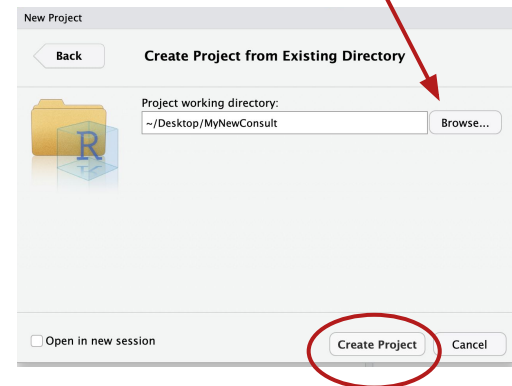 New Project
Back
Create Project from Existing Directory
Project working directory:
~/Desktop/MyNewConsult
Browse...
R
Open in new session
Create Project
Cancel